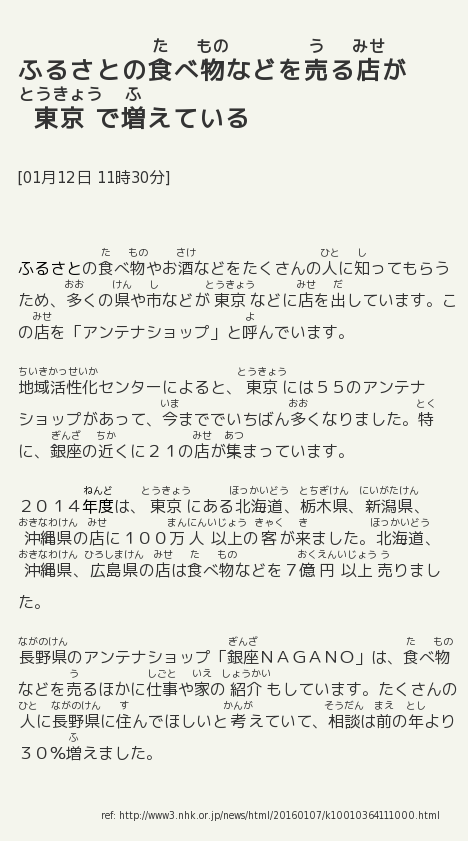 ふるさとの食べ物などを売る店が
東京で増えている
[01月12日 11時30分]
ふるさとの食べ物やお酒などをたくさんの人に知ってもらう
ため、多くの県や市などが東京などに店を出しています。こ
の店を「アンテナショップ」と呼んでいます。
地域活性化センターによると、東京には５５のアンテナ
ショップがあって、今まででいちばん多くなりました。特
に、銀座の近くに２１の店が集まっています。
２０１４年度は、東京にある北海道、栃木県、新潟県、
沖縄県の店に１００万人以上の客が来ました。北海道、
沖縄県、広島県の店は食べ物などを７億円以上売りまし
た。
長野県のアンテナショップ「銀座ＮＡＧＡＮＯ」は、食べ物
などを売るほかに仕事や家の紹介もしています。たくさんの
人に長野県に住んでほしいと考えていて、相談は前の年より
３０％増えました。
ref: http://www3.nhk.or.jp/news/html/20160107/k10010364111000.html